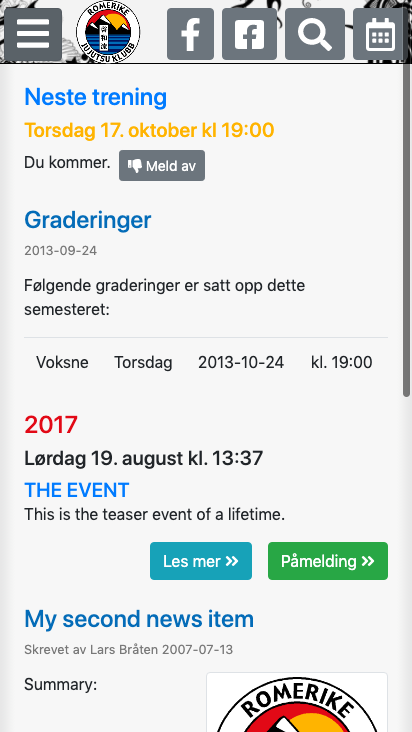 ROMERIKE
JUJUTSU KLUBB
Neste trening
Torsdag 17. oktober kl 19:00
Du kommer. Meld av
Graderinger
2013-09-24
Følgende graderinger er satt opp dette
semesteret:
Voksne Torsdag 2013-10-24 kl. 19:00
2017
Lørdag 19. august kl. 13:37
THE EVENT
This is the teaser event of a lifetime.
Les mer » Påmelding »
My second news item
Skrevet av Lars Bråten 2007-07-13
Summary:
ROMERIKE